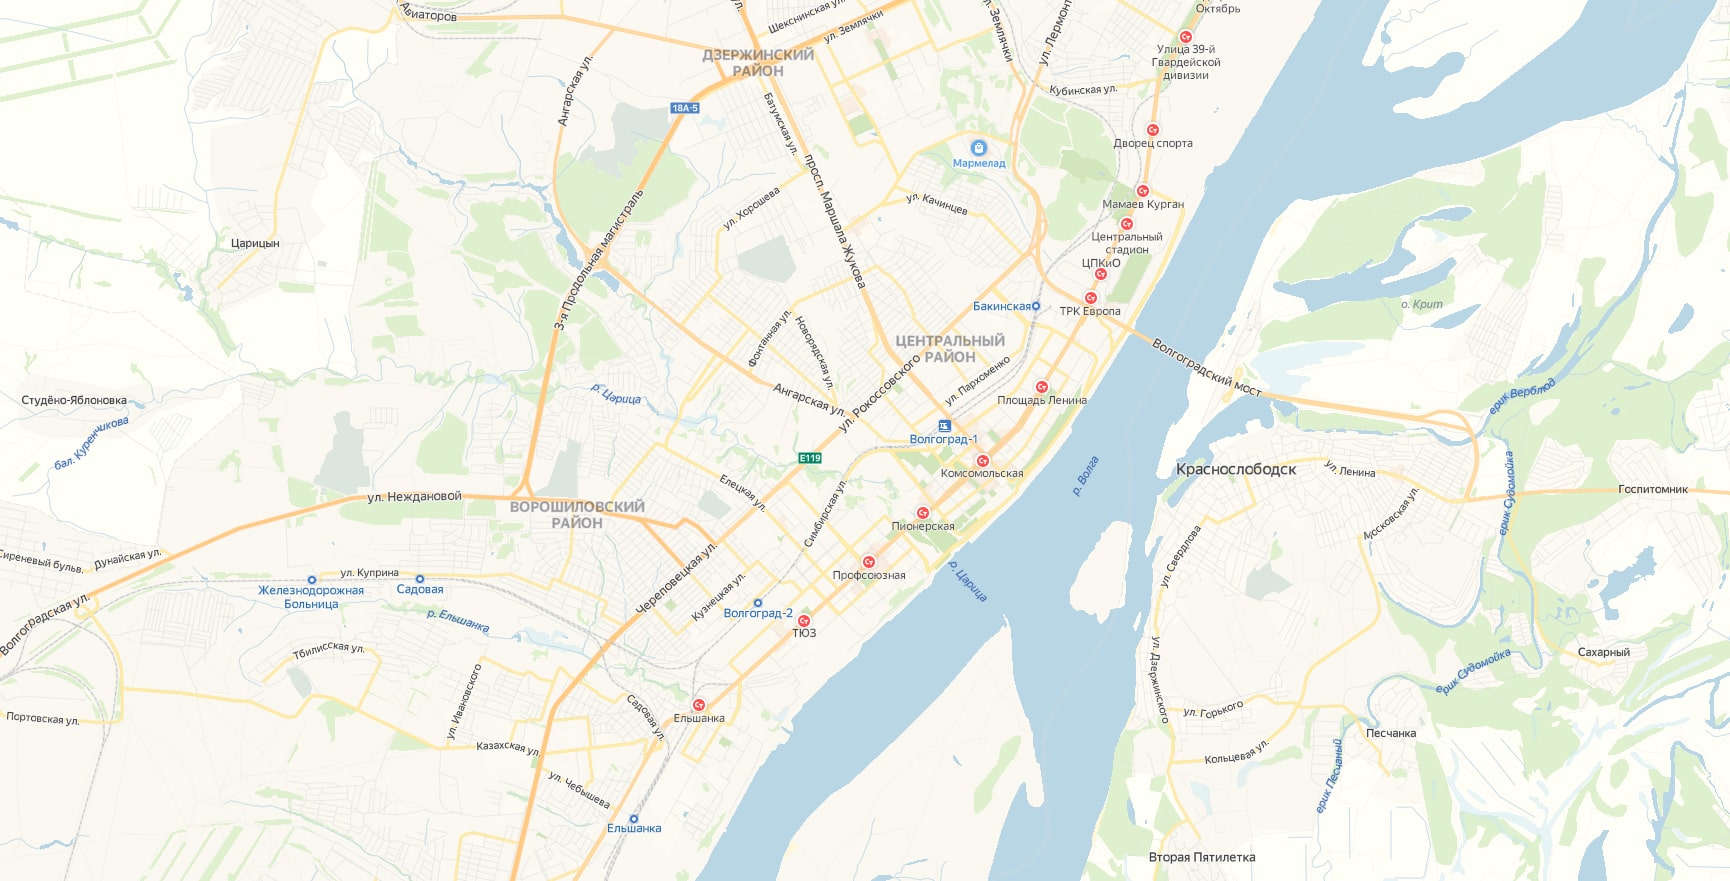 Авиаторов
Шекснинская ул.
ул. Землячки
ул. Землячки
ул. Лермонт
Октябрь
Улица 39-й
Гвардейской
дивизии
ДЗЕРЖИНСКИЙ
РАЙОН
Ангарская ул.
18А-5
Батумская ул.
Кубинская ул.
Дворец спорта
Мармелад
просп. Маршала Жукова
ул. Хорошева
ул. Качинцев
Мамаев Курган
Царицын
3-я Продольная магистраль
Центральный
стадион
ЦПКиО
Бакинская
ТРК Европа
о. Крит
Фонтанная ул.
Новорядская ул.
ЦЕНТРАЛЬНЫЙ
РАЙОН
Волгоградский мост
Студёно-Яблоновка
бал. Куренчикова
р. Царица
Ангарская ул.
ул. Рокоссовского
ул. Пархоменко
Площадь Ленина
ерик Верблюд
Волгоград-1
E119
Комсомольская
р. Волга
Краснослободск
ул. Ленина
ерик Судомойка
Госпитомник
ул. Неждановой
ВОРОШИЛОВСКИЙ
РАЙОН
Елецкая ул.
Симбирская ул.
Пионерская
Московская ул.
Сиреневый бульв.
Дунайская ул.
ул. Куприна
Железнодорожная
Больница
Садовая
Череповецкая ул.
Кузнецкая ул.
Профсоюзная
р. Царица
ул. Свердлова
Волгоградская ул.
р. Ельшанка
Волгоград-2
ТЮЗ
Тбилисская ул.
ул. Дзержинского
Сахарный
ерик Судомойка
Портовская ул.
ул. Ивановского
Садовая ул.
Ельшанка
ул. Горького
Песчанка
Казахская ул.
Кольцевая ул.
ул. Чебышева
ерик Песчаный
Ельшанка
Вторая Пятилетка